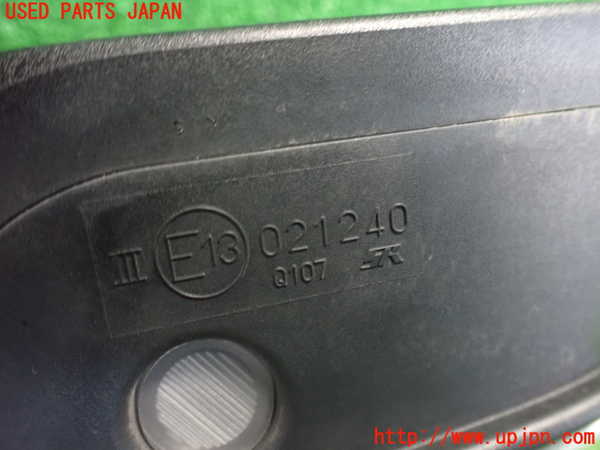 USED PARTS JAPAN
III E13 021240
Q107
http://www.upjpn.com